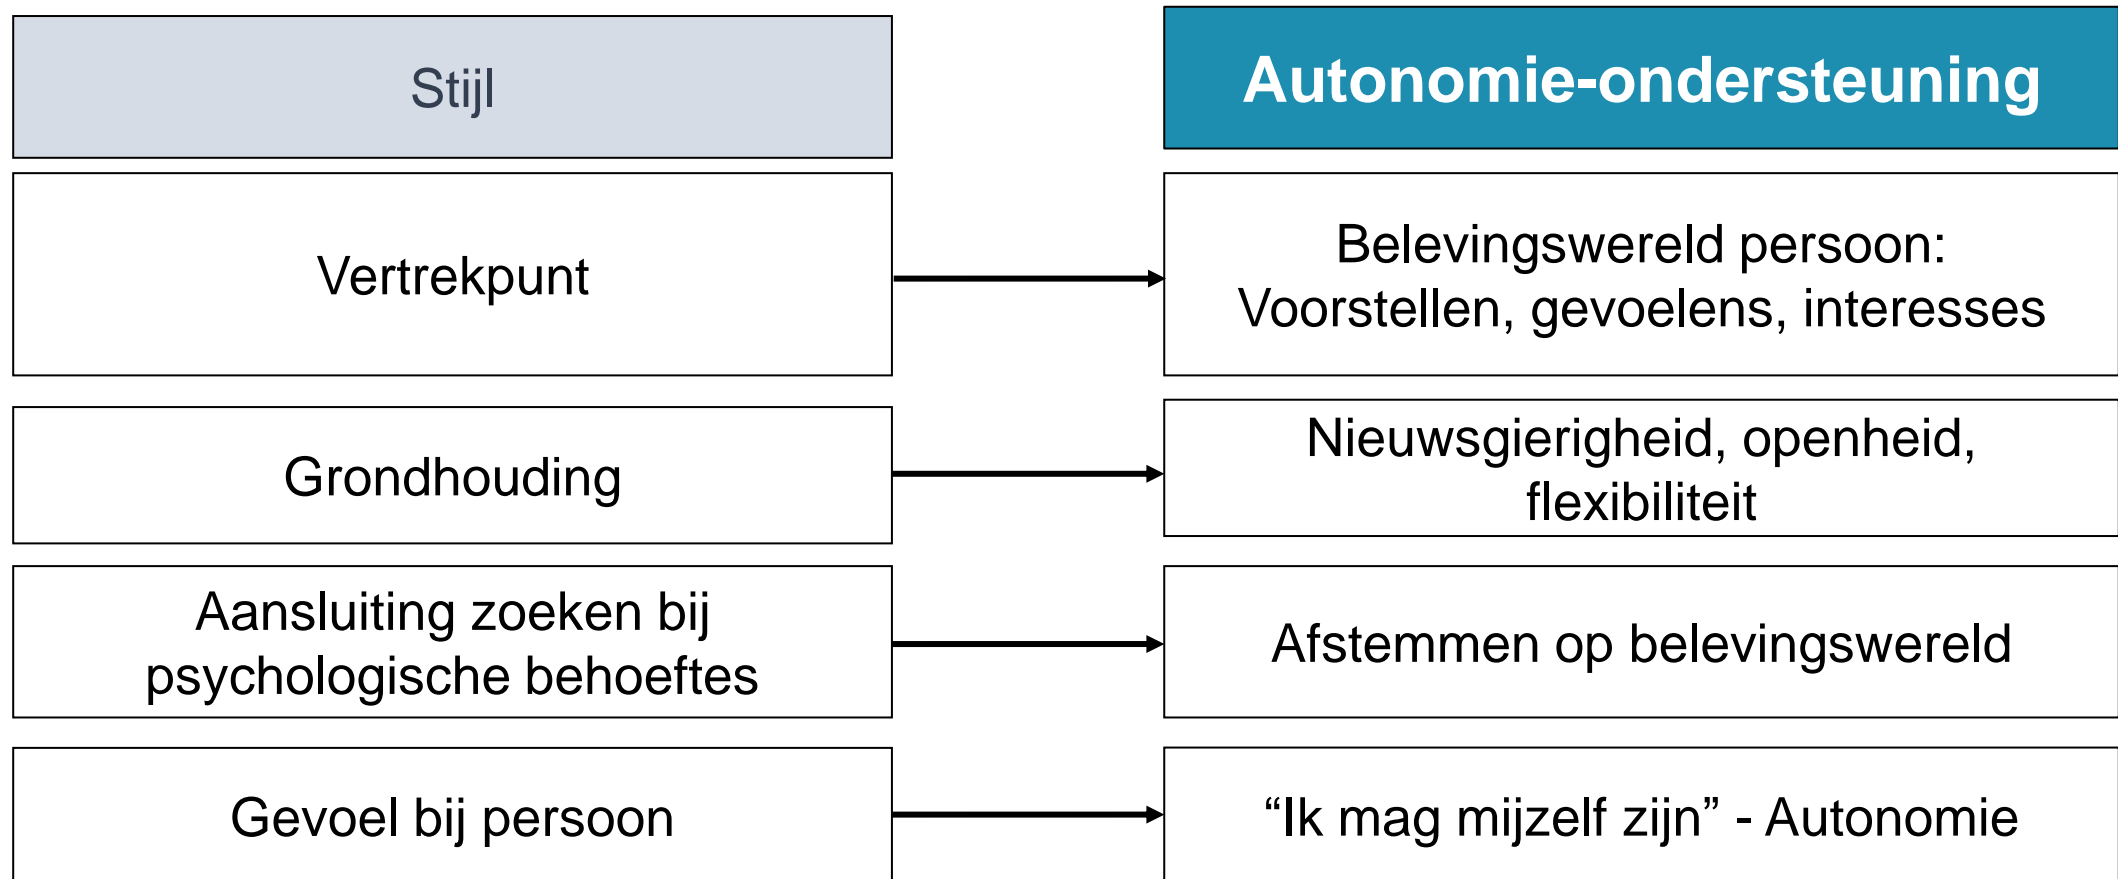 Stijl
Autonomie-ondersteuning
Vertrekpunt
Belevingswereld persoon:
Voorstellen, gevoelens, interesses
Grondhouding
Nieuwsgierigheid, openheid,
flexibiliteit
Aansluiting zoeken bij
psychologische behoeftes
Afstemmen op belevingswereld
Gevoel bij persoon
“Ik mag mijzelf zijn” - Autonomie